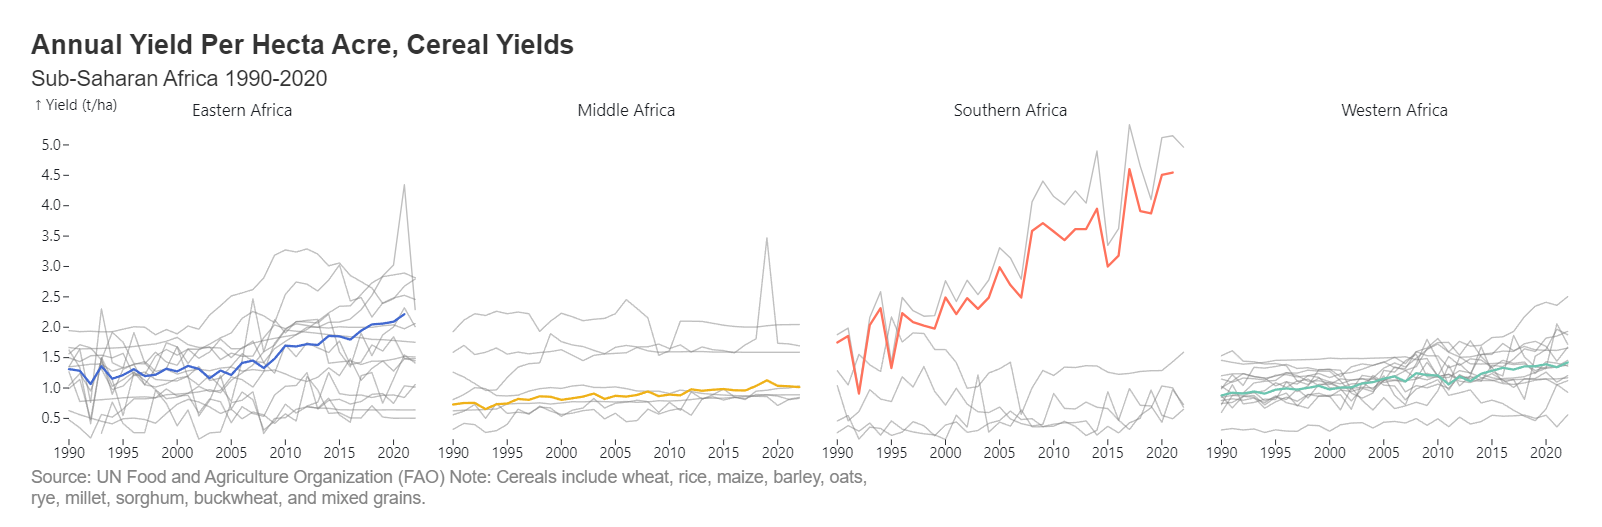 Annual Yield Per Hecta Acre, Cereal Yields
Sub-Saharan Africa 1990-2020
↑ Yield (t/ha)
Eastern Africa
Middle Africa
Southern Africa
Western Africa
5.0
4.5
4.0
3.5
3.0
2.5
2.0
1.5
1.0
0.5
1990 1995 2000 2005 2010 2015 2020
1990 1995 2000 2005 2010 2015 2020
1990 1995 2000 2005 2010 2015 2020
1990 1995 2000 2005 2010 2015 2020
Source: UN Food and Agriculture Organization (FAO) Note: Cereals include wheat, rice, maize, barley, oats,
rye, millet, sorghum, buckwheat, and mixed grains.